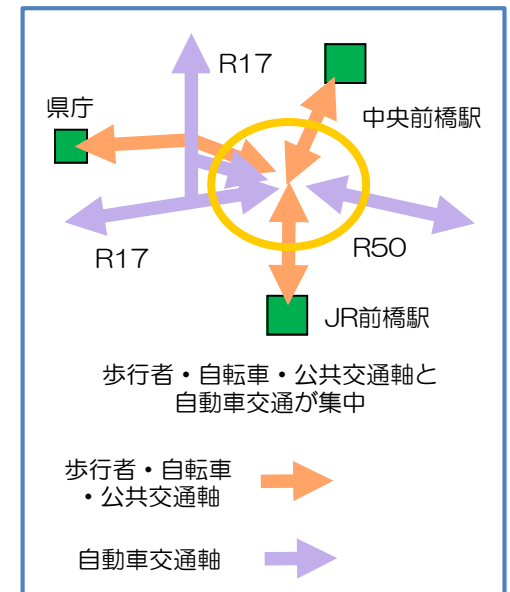 R17
県庁
中央前橋駅
R17
R50
JR前橋駅
歩行者・自転車・公共交通軸と
自動車交通が集中
歩行者・自転車
・公共交通軸
自動車交通軸